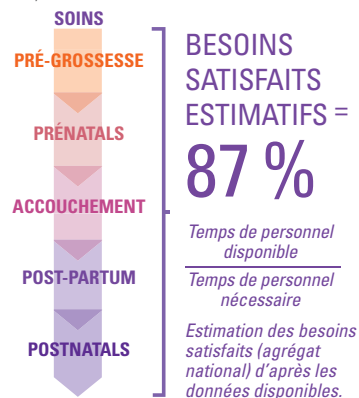 SOINS
PRÉ-GROSSESSE
PRÉNATALS
ACCOUCHEMENT
POST-PARTUM
POSTNATALS
BESOINS
SATISFAITS
ESTIMATIFS =
87 %
Temps de personnel
disponible
Temps de personnel
nécessaire
Estimation des besoins
satisfaits (agrégat
national) d'après les
données disponibles.